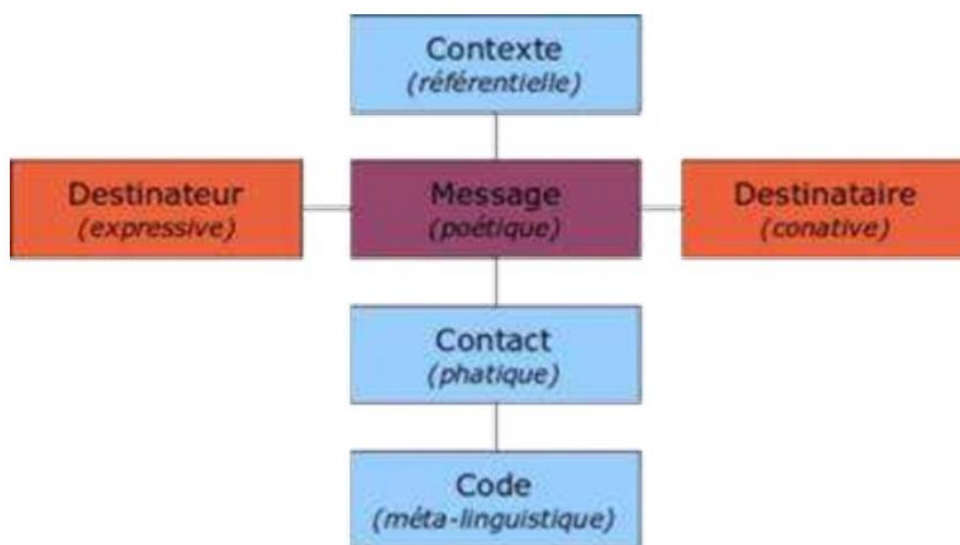 Contexte
(référentielle)
Destinateur
(expressive)
Message
(poétique)
Destinataire
(conative)
Contact
(phatique)
Code
(méta-linguistique)